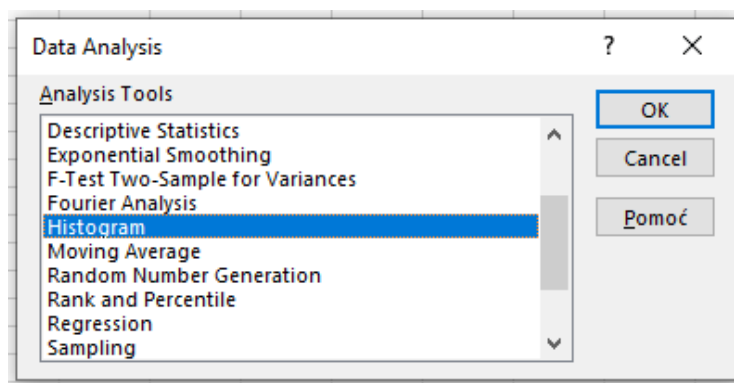 Data Analysis
?
Analysis Tools
OK
Descriptive Statistics
Exponential Smoothing
Cancel
F-Test Two-Sample for Variances
Fourier Analysis
Histogram
Pomoć
Moving Average
Random Number Generation
Rank and Percentile
Regression
Sampling